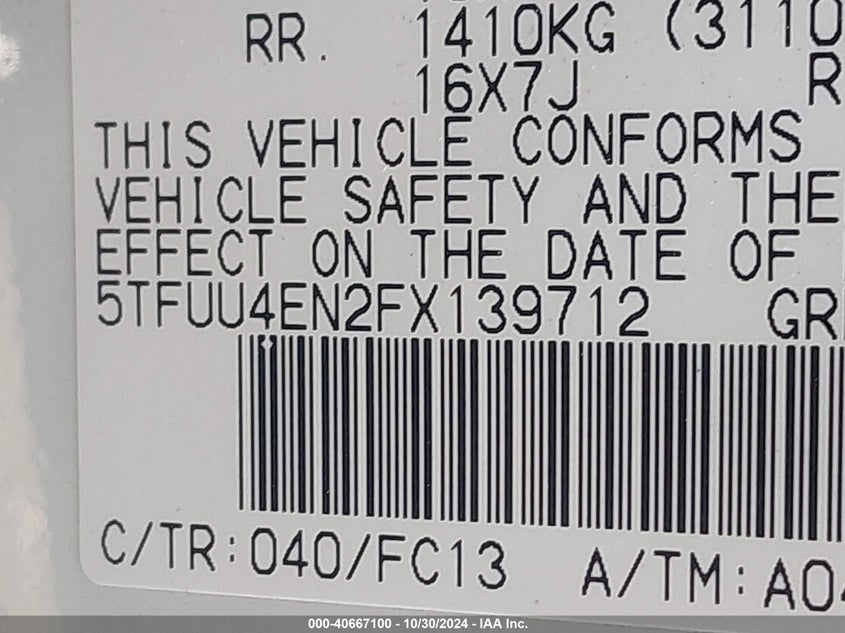 RR. 1410KG (3110
16X7J R
THIS VEHICLE CONFORMS
VEHICLE SAFETY AND THE
EFFECT ON THE DATE OF
5TFUU4EN2FX139712 GR
C/TR:040/FC13 A/TM:A04
000-40667100 - 10/30/2024 - IAA Inc.